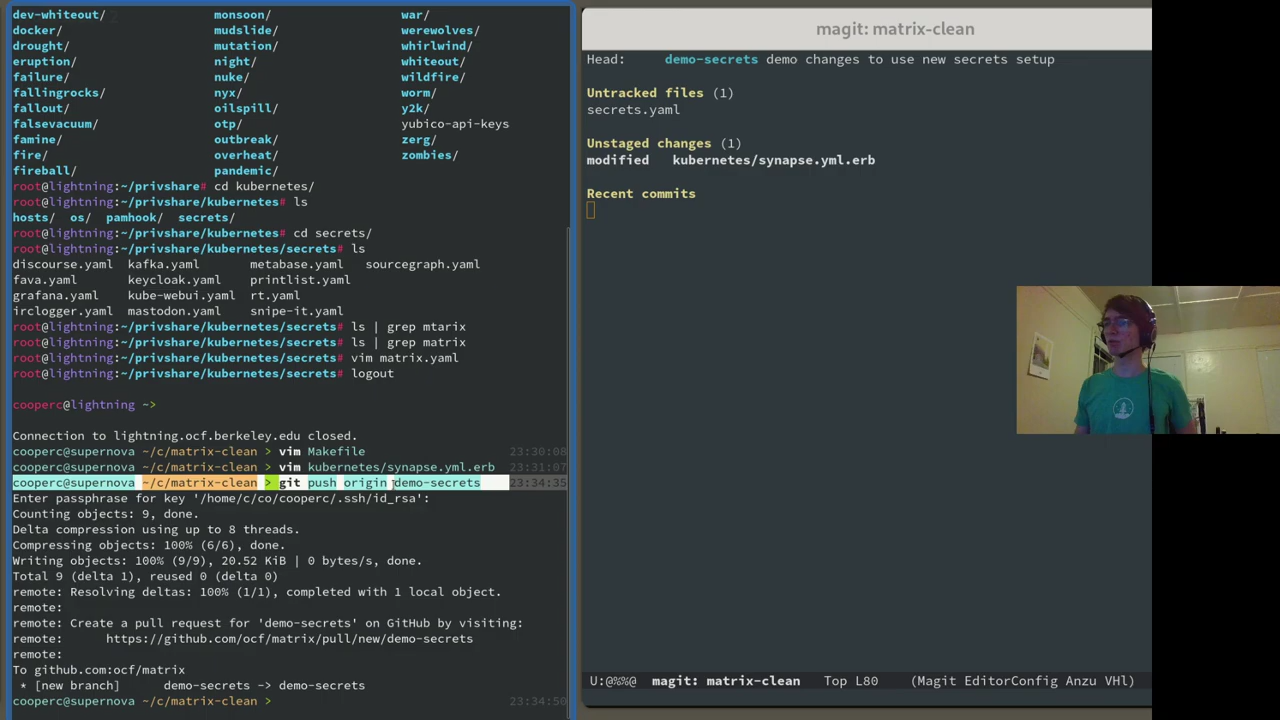 dev-whiteout/ monsoon/ war/
docker/ mudslide/ werewolves/
drought/ mutation/ whirlwind/
eruption/ night/ whiteout/
failure/ nuke/ wildfire/
fallingrocks/ nyx/ worm/
fallout/ oilspill/ y2k/
falsevacuum/ otp/ yubico-api-keys
famine/ outbreak/ zerg/
fire/ overheat/ zombies/
fireball/ pandemic/
root@lightning:~/privshare# cd kubernetes/
root@lightning:~/privshare/kubernetes# ls
hosts/ os/ pamhook/ secrets/
root@lightning:~/privshare/kubernetes# cd secrets/
root@lightning:~/privshare/kubernetes/secrets# ls
discourse.yaml kafka.yaml metabase.yaml sourcegraph.yaml
fava.yaml keycloak.yaml printlist.yaml
grafana.yaml kube-webui.yaml rt.yaml
irclogger.yaml mastodon.yaml snipe-it.yaml
root@lightning:~/privshare/kubernetes/secrets# ls | grep mtarix
root@lightning:~/privshare/kubernetes/secrets# ls | grep matrix
root@lightning:~/privshare/kubernetes/secrets# vim matrix.yaml
root@lightning:~/privshare/kubernetes/secrets# logout
cooperc@lightning ~>
Connection to lightning.ocf.berkeley.edu closed.
cooperc@supernova ~/c/matrix-clean > vim Makefile 23:30:08
cooperc@supernova ~/c/matrix-clean > vim kubernetes/synapse.yml.erb 23:31:07
cooperc@supernova ~/c/matrix-clean > git push origin demo-secrets 23:34:35
Enter passphrase for key '/home/c/co/cooperc/.ssh/id_rsa':
Counting objects: 9, done.
Delta compression using up to 8 threads.
Compressing objects: 100% (6/6), done.
Writing objects: 100% (9/9), 20.52 KiB | 0 bytes/s, done.
Total 9 (delta 1), reused 0 (delta 0)
remote: Resolving deltas: 100% (1/1), completed with 1 local object.
remote:
remote: Create a pull request for 'demo-secrets' on GitHub by visiting:
remote: https://github.com/ocf/matrix/pull/new/demo-secrets
remote:
To github.com:ocf/matrix
* [new branch] demo-secrets -> demo-secrets
cooperc@supernova ~/c/matrix-clean > 23:34:50
magit: matrix-clean
Head: demo-secrets demo changes to use new secrets setup
Untracked files (1)
secrets.yaml
Unstaged changes (1)
modified kubernetes/synapse.yml.erb
Recent commits
U:@%%@ magit: matrix-clean Top L80 (Magit EditorConfig Anzu VHl)